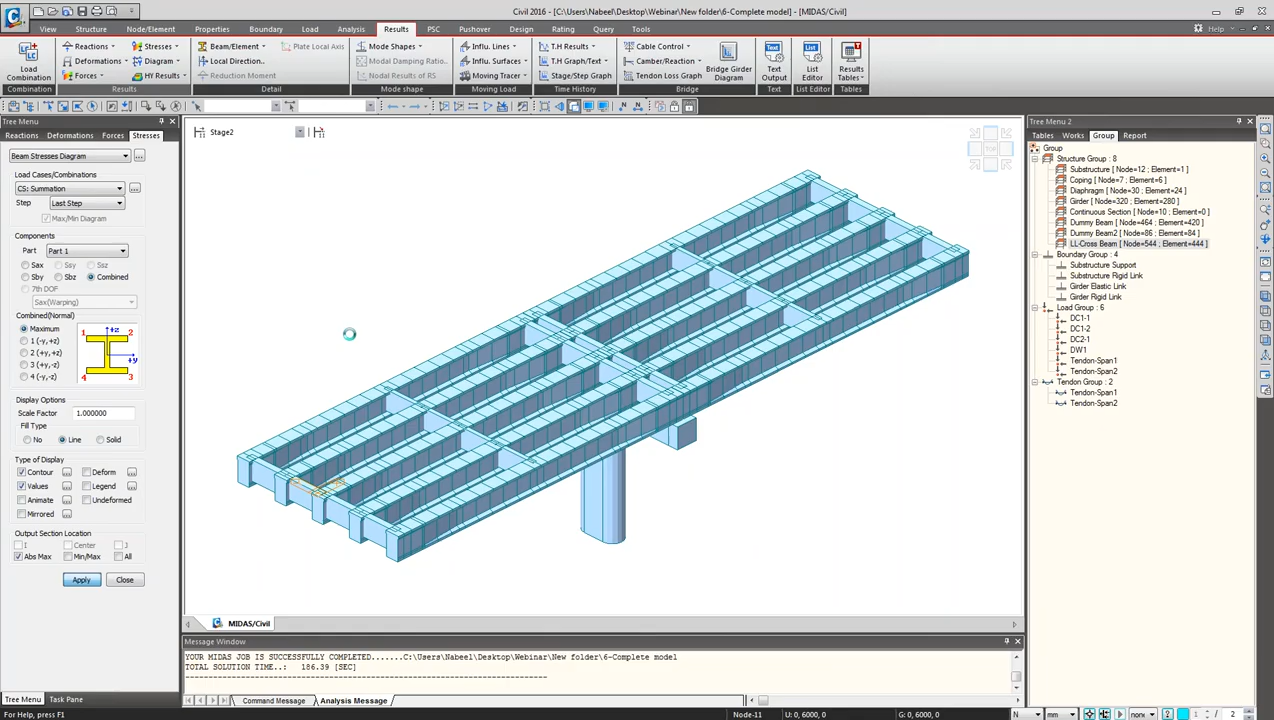 Civil 2016 - [C:\Users\Nabeel\Desktop\Webinar\New folder\6-Complete model] - [MIDAS/Civil]
View Structure Node/Element Properties Boundary Load Analysis Results PSC Pushover Design Rating Query Tools Help
Load Combination
Combination
Reactions
Deformations
Forces
Stresses
Diagram
HY Results
Results
Beam/Element
Local Direction..
Reduction Moment
Plate Local Axis
Detail
Mode Shapes
Modal Damping Ratio..
Nodal Results of RS
Mode shape
Influ. Lines
Influ. Surfaces
Moving Tracer
Moving Load
T.H Results
T.H Graph/Text
Stage/Step Graph
Time History
Cable Control
Camber/Reaction
Tendon Loss Graph
Bridge Girder Diagram
Bridge
Text Output
Text
List Editor
List Editor
Results Tables
Tables
Tree Menu
Reactions Deformations Forces Stresses
Beam Stresses Diagram
Load Cases/Combinations
CS: Summation
Step Last Step
Max/Min Diagram
Components
Part Part 1
Sax Ssy Ssz
Sby Sbz Combined
7th DOF
Sax(Warping)
Combined(Normal)
Maximum
1 (-y,+z)
2 (+y,+z)
3 (+y,-z)
4 (-y,-z)
1 +z 2
+y
4 3
Display Options
Scale Factor 1.000000
Fill Type
No Line Solid
Type of Display
Contour Deform
Values Legend
Animate Undeformed
Mirrored
Output Section Location
I Center J
Abs Max Min/Max All
Apply Close
Tree Menu Task Pane
Stage2
TOP
MIDAS/Civil
Message Window
YOUR MIDAS JOB IS SUCCESSFULLY COMPLETED.......C:\Users\Nabeel\Desktop\Webinar\New folder\6-Complete model
TOTAL SOLUTION TIME..: 186.39 [SEC]
Command Message Analysis Message
Tree Menu 2
Tables Works Group Report
Group
Structure Group : 8
Substructure [ Node=12 ; Element=1 ]
Coping [ Node=7 ; Element=6 ]
Diaphragm [ Node=30 ; Element=24 ]
Girder [ Node=320 ; Element=280 ]
Continuous Section [ Node=10 ; Element=0 ]
Dummy Beam [ Node=464 ; Element=420 ]
Dummy Beam2 [ Node=86 ; Element=84 ]
LL-Cross Beam [ Node=544 ; Element=444 ]
Boundary Group : 4
Substructure Support
Substructure Rigid Link
Girder Elastic Link
Girder Rigid Link
Load Group : 6
DC1-1
DC1-2
DC2-1
DW1
Tendon-Span1
Tendon-Span2
Tendon Group : 2
Tendon-Span1
Tendon-Span2
For Help, press F1
Node-11
U: 0, 6000, 0
G: 0, 6000, 0
N
mm
none
1 / 2